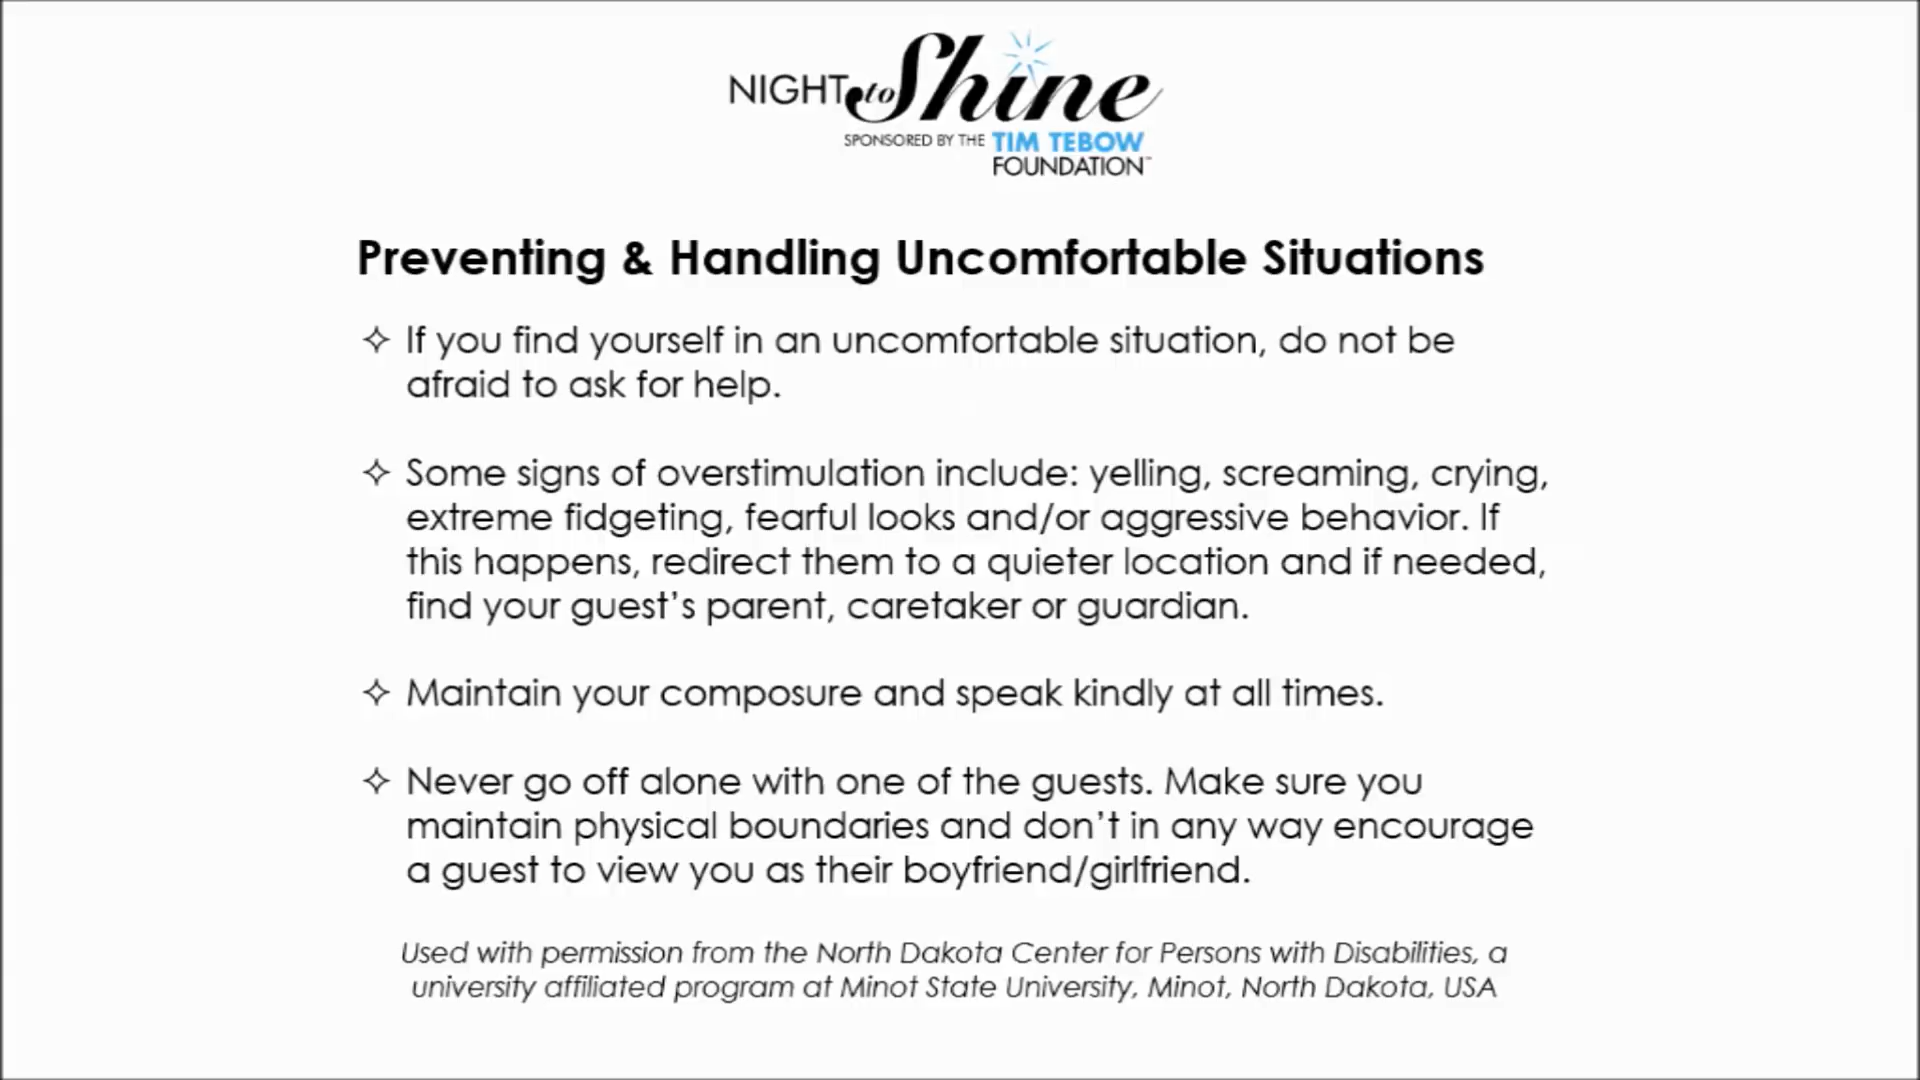 NIGHT to Shine
SPONSORED BY THE TIM TEBOW
FOUNDATION™
Preventing & Handling Uncomfortable Situations
✧ If you find yourself in an uncomfortable situation, do not be
afraid to ask for help.
✧ Some signs of overstimulation include: yelling, screaming, crying,
extreme fidgeting, fearful looks and/or aggressive behavior. If
this happens, redirect them to a quieter location and if needed,
find your guest's parent, caretaker or guardian.
✧ Maintain your composure and speak kindly at all times.
✧ Never go off alone with one of the guests. Make sure you
maintain physical boundaries and don't in any way encourage
a guest to view you as their boyfriend/girlfriend.
Used with permission from the North Dakota Center for Persons with Disabilities, a
university affiliated program at Minot State University, Minot, North Dakota, USA